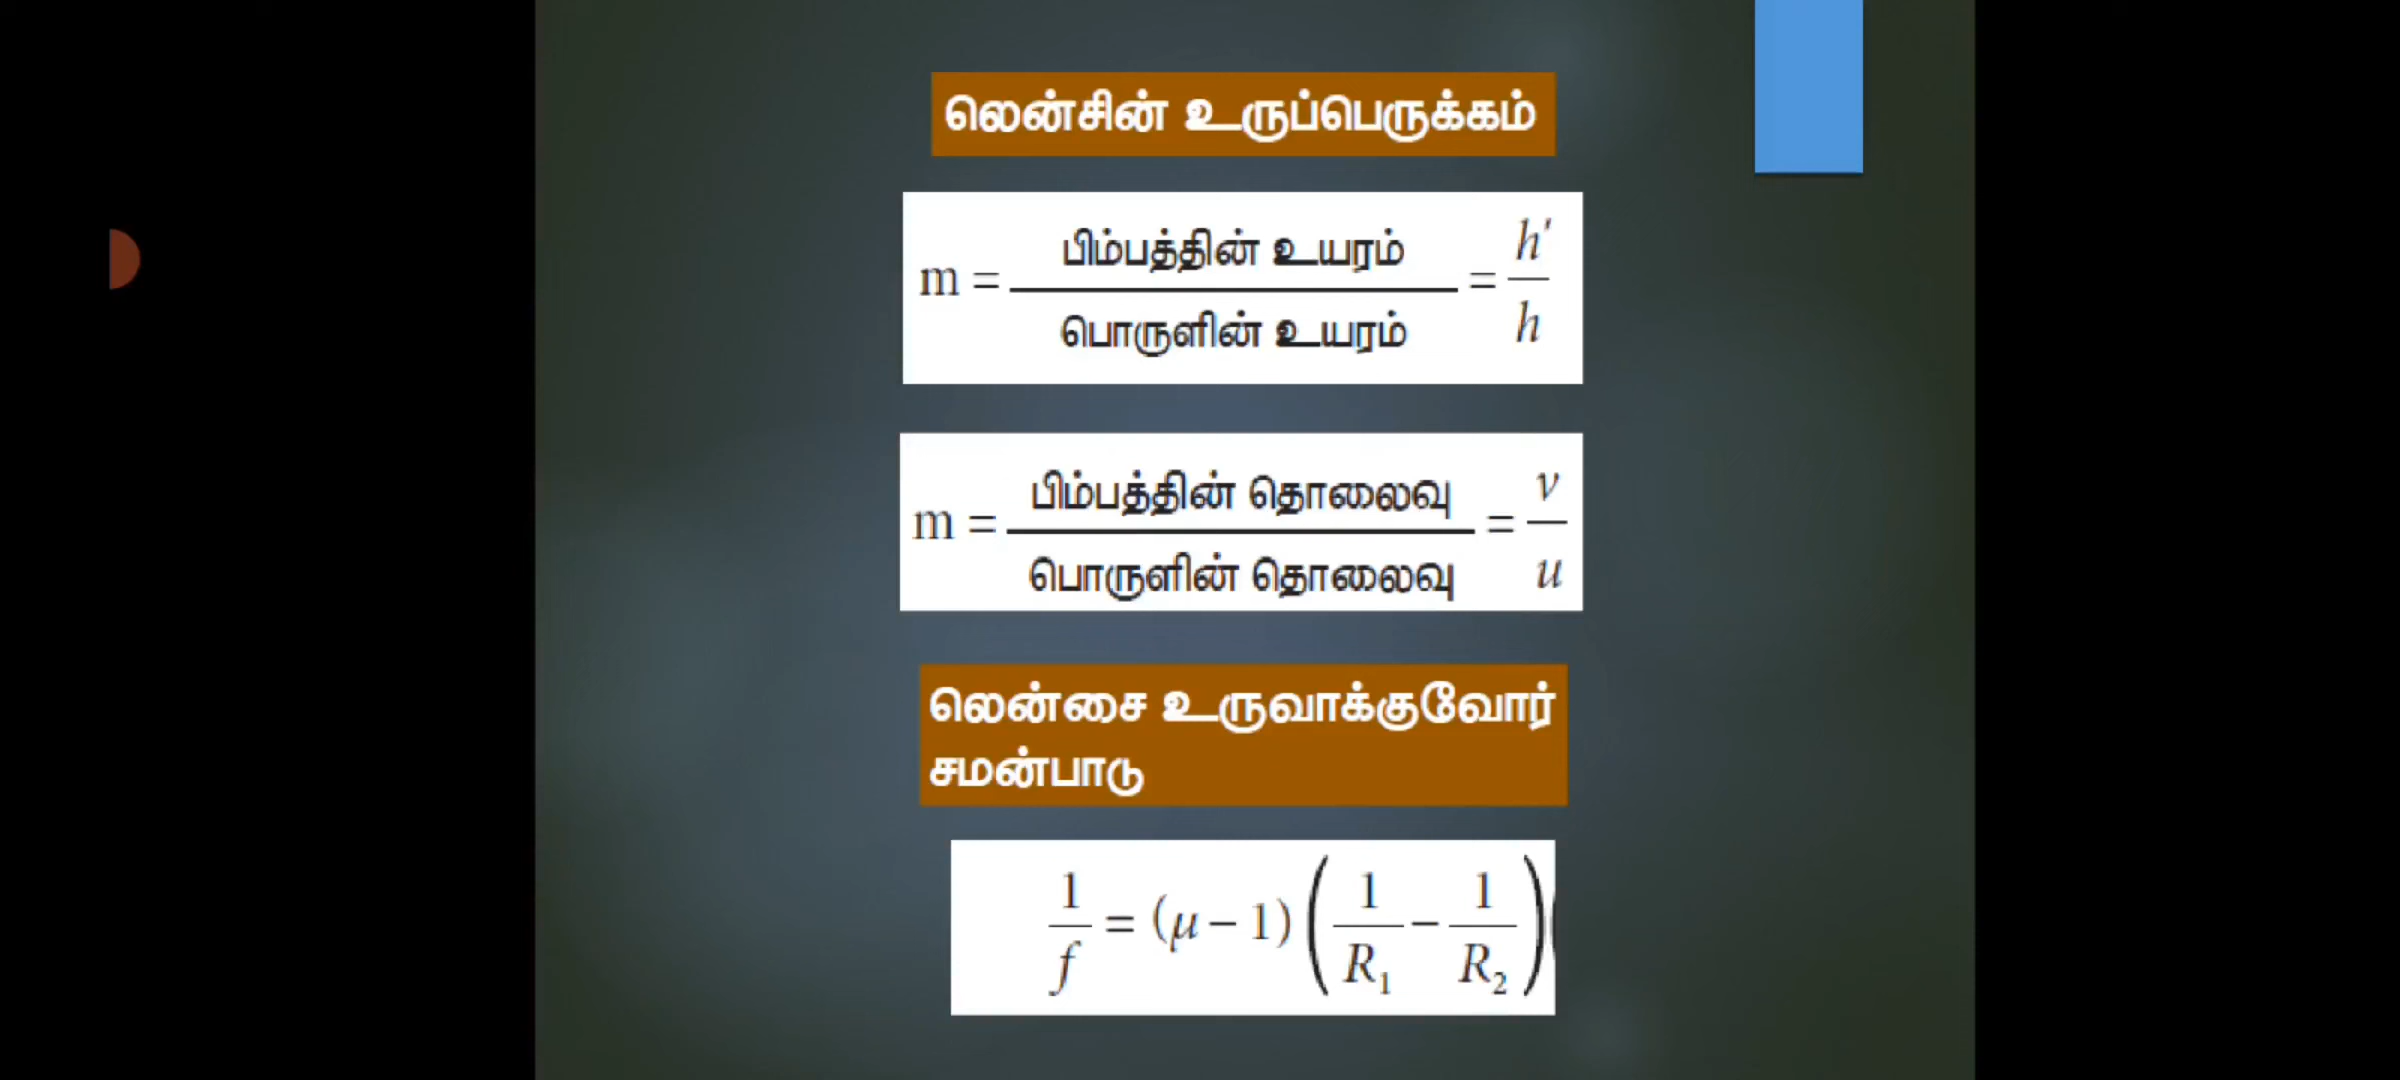 லென்சின் உருப்பெருக்கம்
m = பிம்பத்தின் உயரம் / பொருளின் உயரம் = h' / h
m = பிம்பத்தின் தொலைவு / பொருளின் தொலைவு = v / u
லென்சை உருவாக்குவோர்
சமன்பாடு
1/f = (μ − 1) (1/R₁ − 1/R₂)